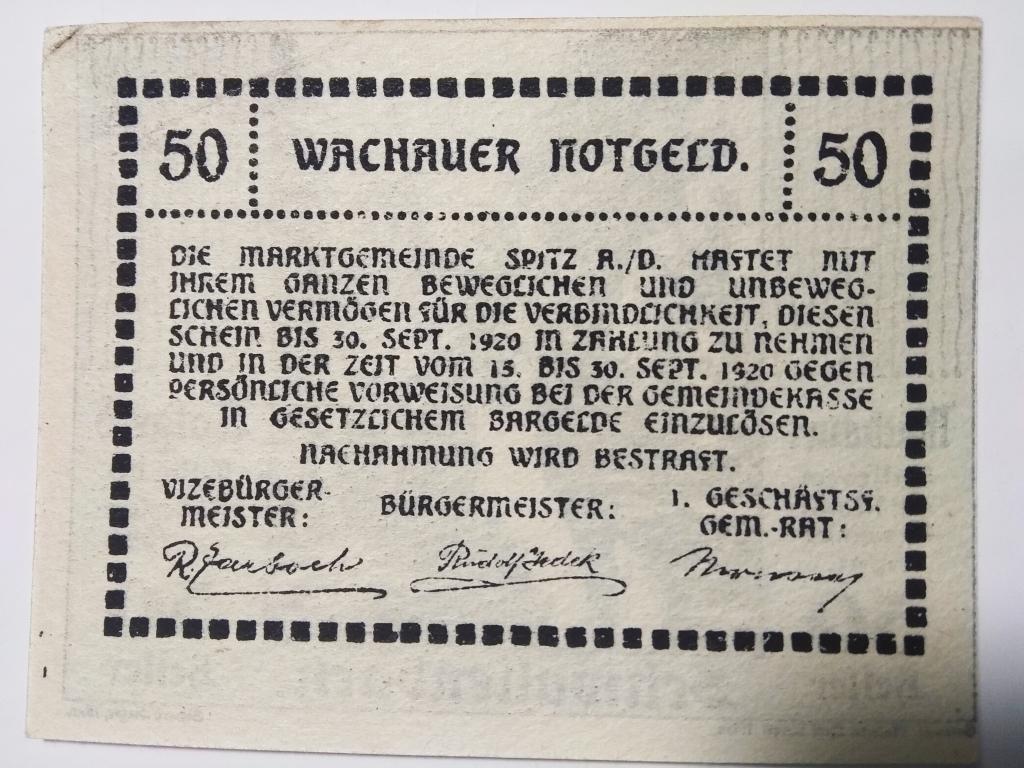 50 WACHAUER NOTGELD. 50
DIE MARKTGEMEINDE SPITZ A./D. HAFTET MIT
IHREM GANZEN BEWEGLICHEN UND UNBEWEG-
LICHEN VERMÖGEN FÜR DIE VERBINDLICHKEIT, DIESEN
SCHEIN BIS 30. SEPT. 1920 IN ZAHLUNG ZU NEHMEN
UND IN DER ZEIT VOM 15. BIS 30. SEPT. 1920 GEGEN
PERSÖNLICHE VORWEISUNG BEI DER GEMEINDEKASSE
IN GESETZLICHEM BARGELDE EINZULÖSEN.
NACHAHMUNG WIRD BESTRAFT.
VIZEBÜRGER-
MEISTER:
BÜRGERMEISTER:
1. GESCHÄFTSF.
GEM.-RAT:
Rudolf